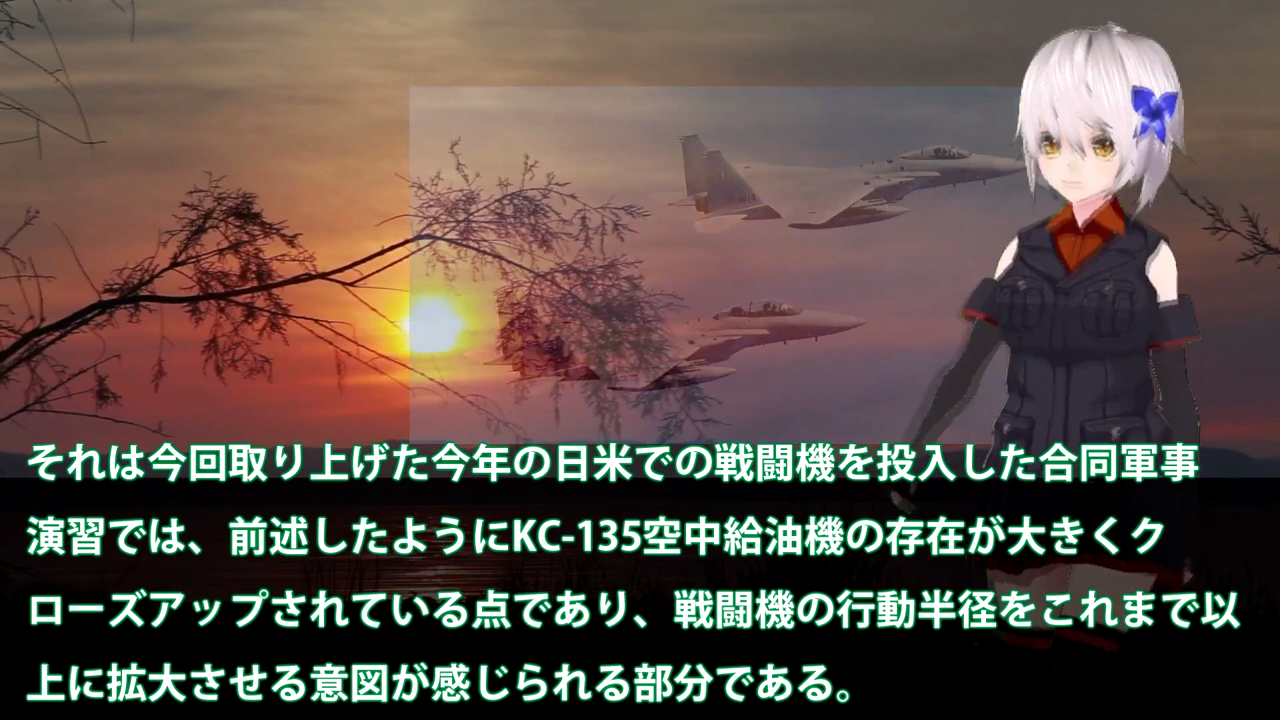 それは今回取り上げた今年の日米での戦闘機を投入した合同軍事
演習では、前述したようにKC-135空中給油機の存在が大きくク
ローズアップされている点であり、戦闘機の行動半径をこれまで以
上に拡大させる意図が感じられる部分である。